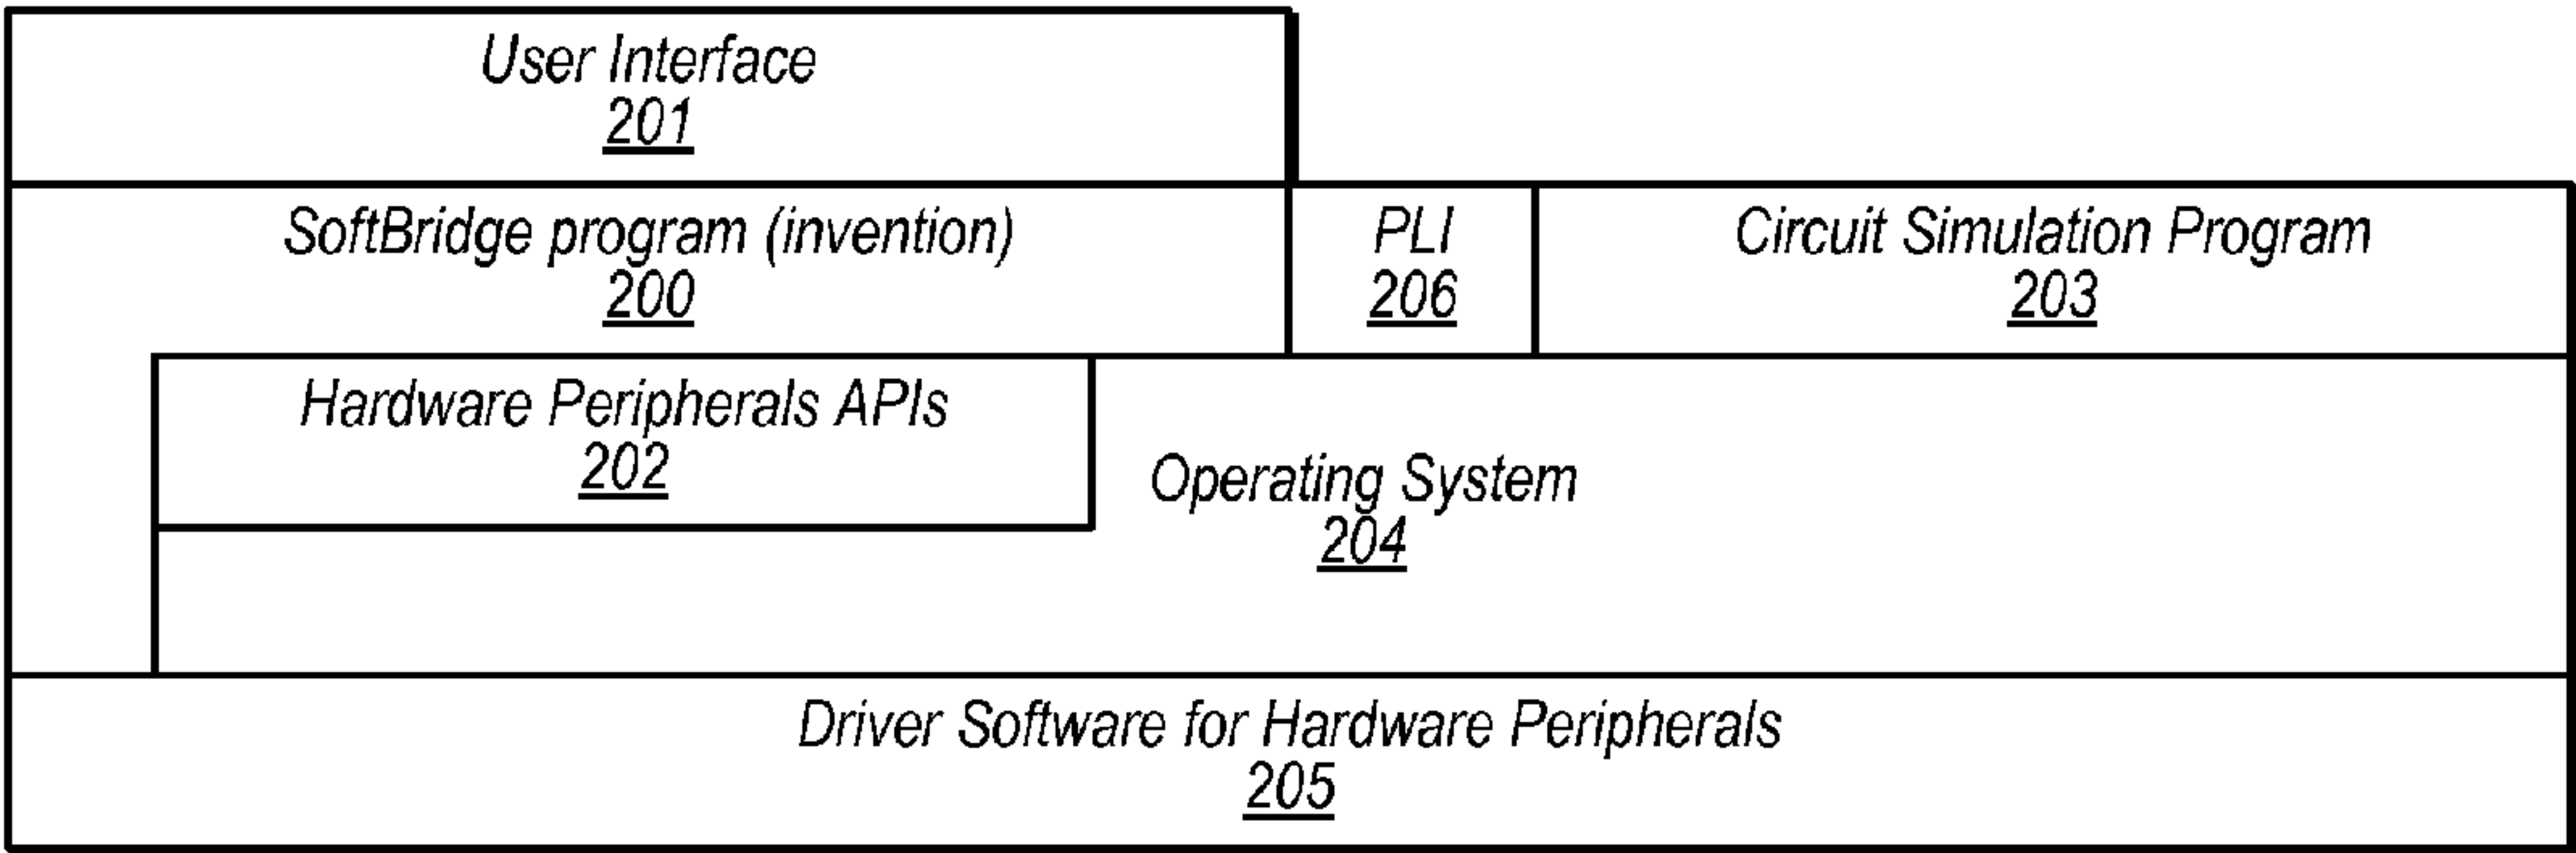 User Interface
201
SoftBridge program (invention)
200
PLI
206
Circuit Simulation Program
203
Hardware Peripherals APIs
202
Operating System
204
Driver Software for Hardware Peripherals
205